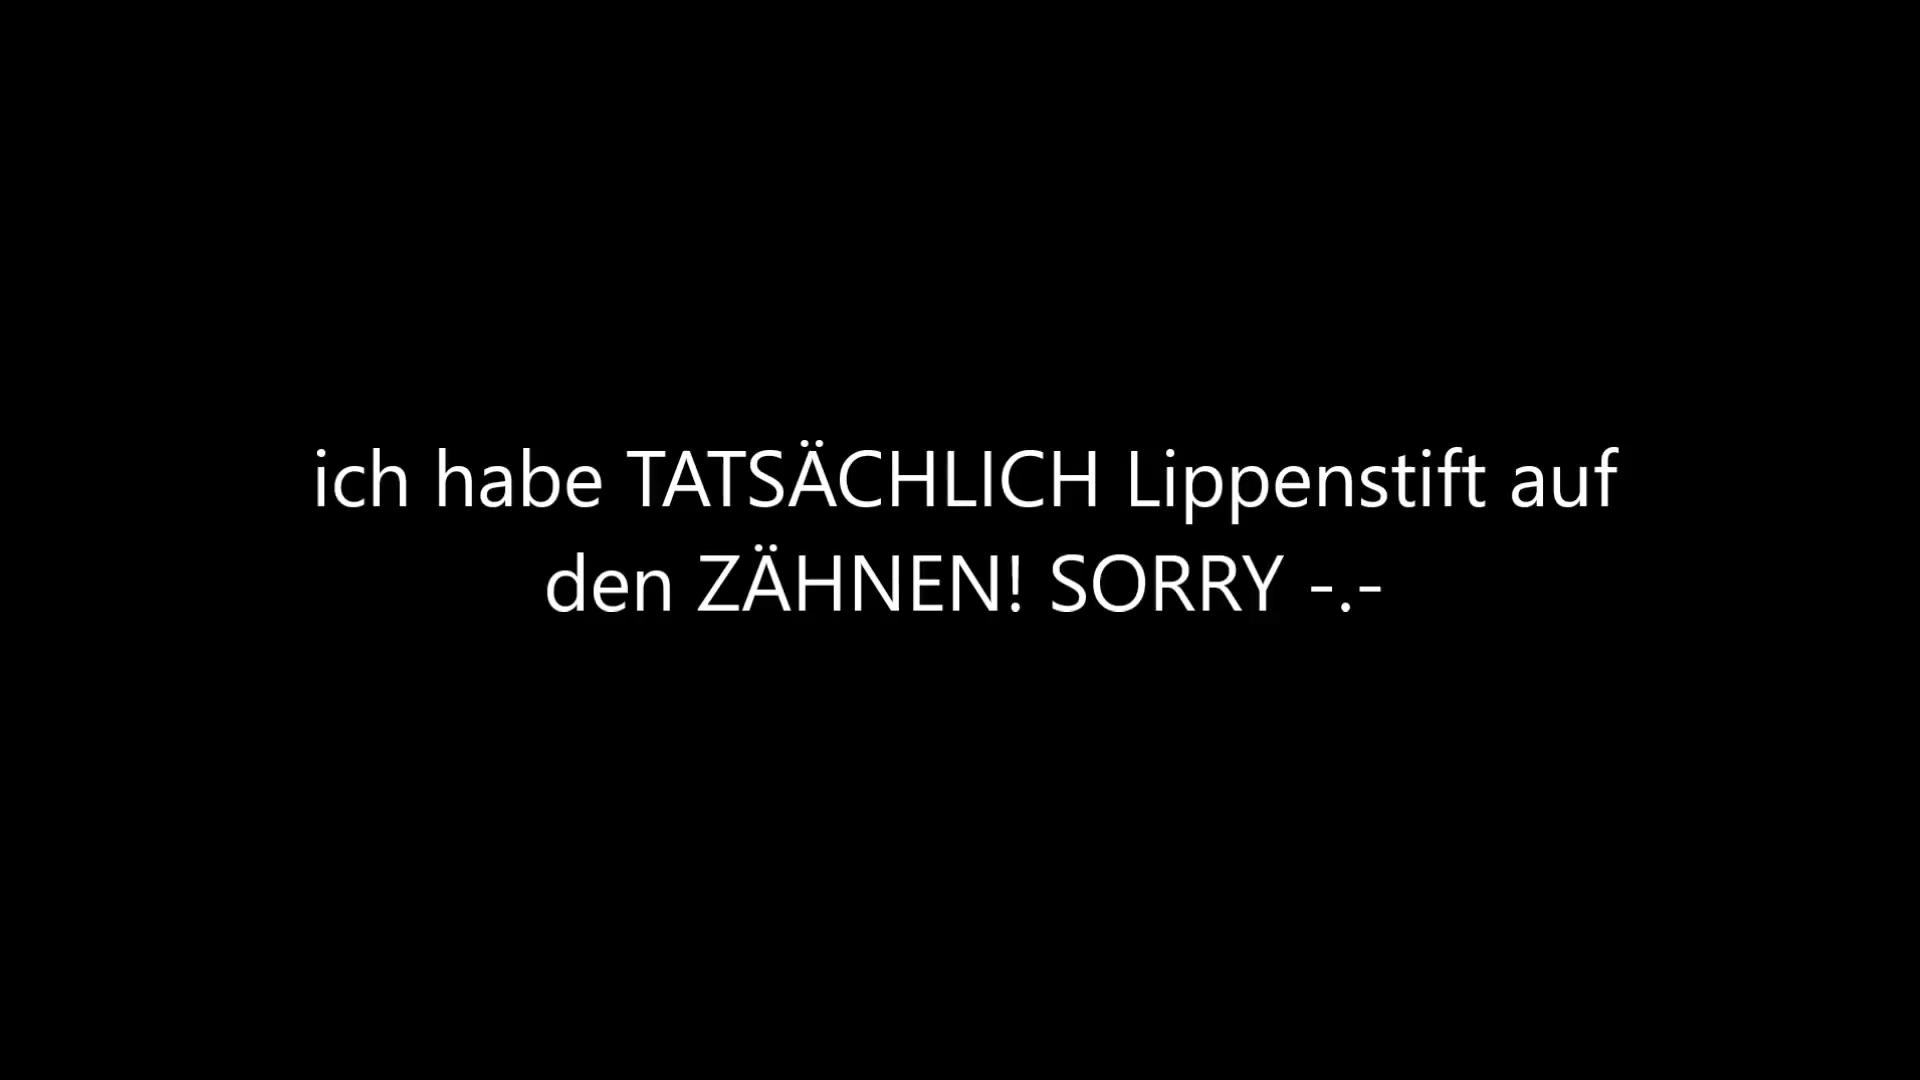 ich habe TATSÄCHLICH Lippenstift auf
den ZÄHNEN! SORRY -.-